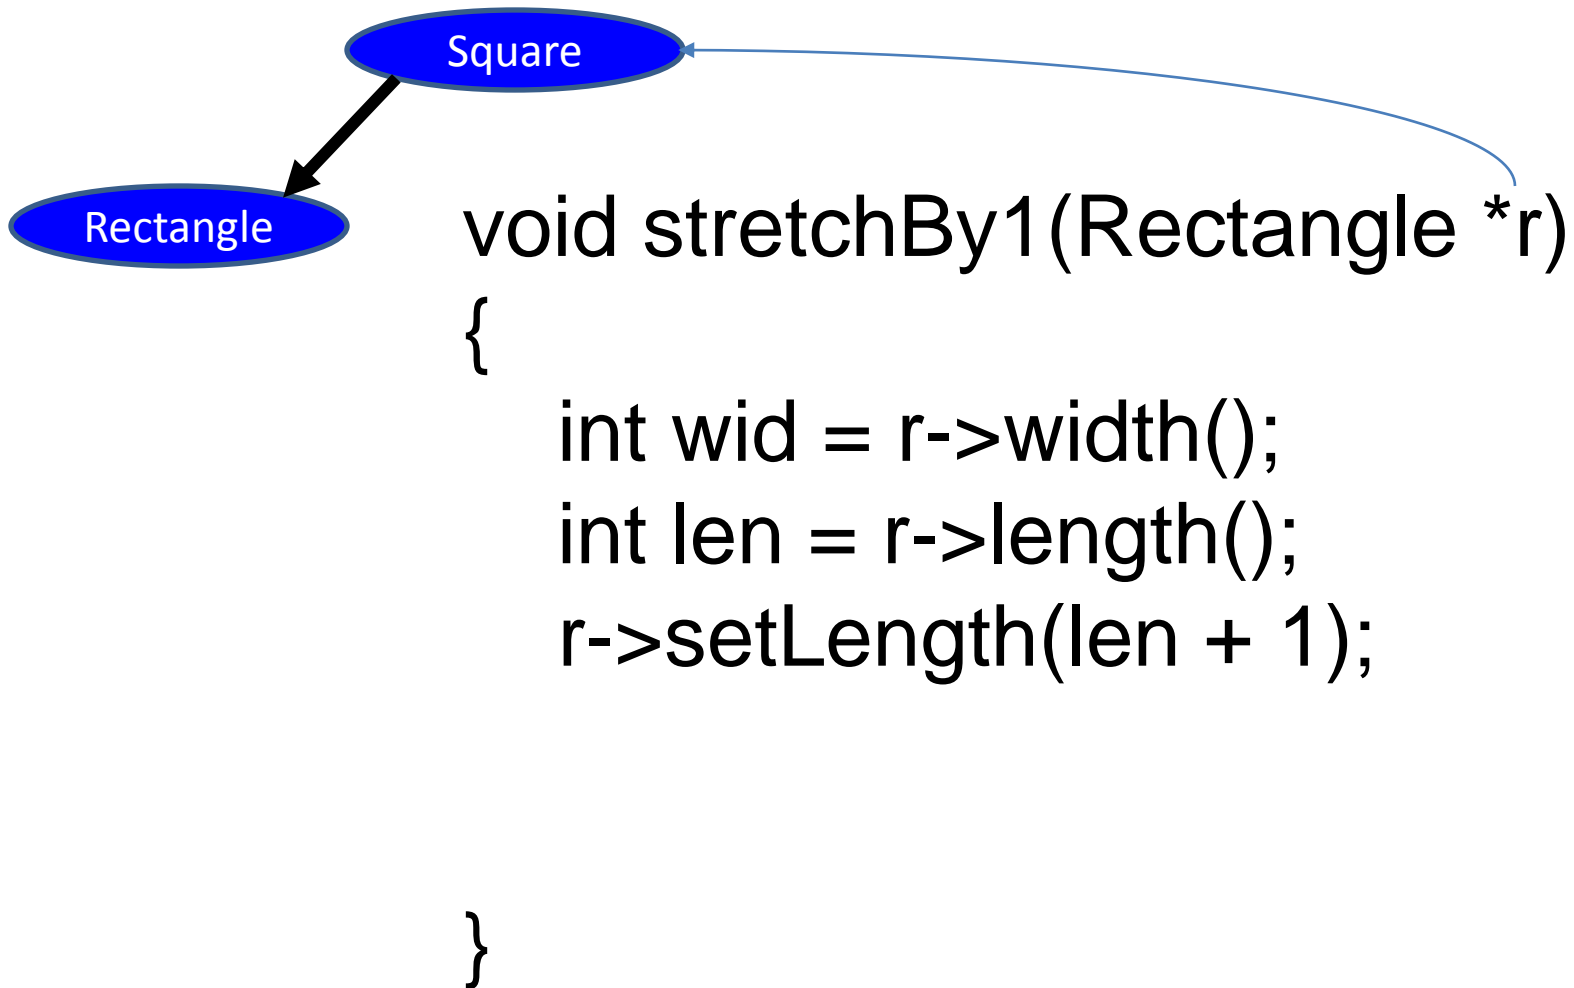 Square
Rectangle
void stretchBy1(Rectangle *r)
{
int wid = r->width();
int len = r->length();
r->setLength(len + 1);
}